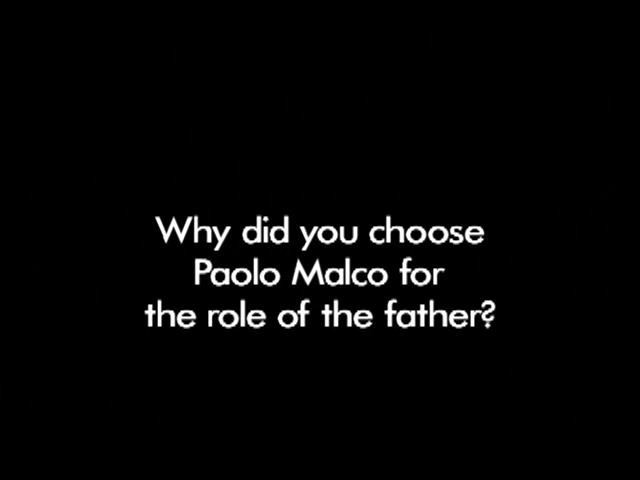 Why did you choose
Paolo Malco for
the role of the father?